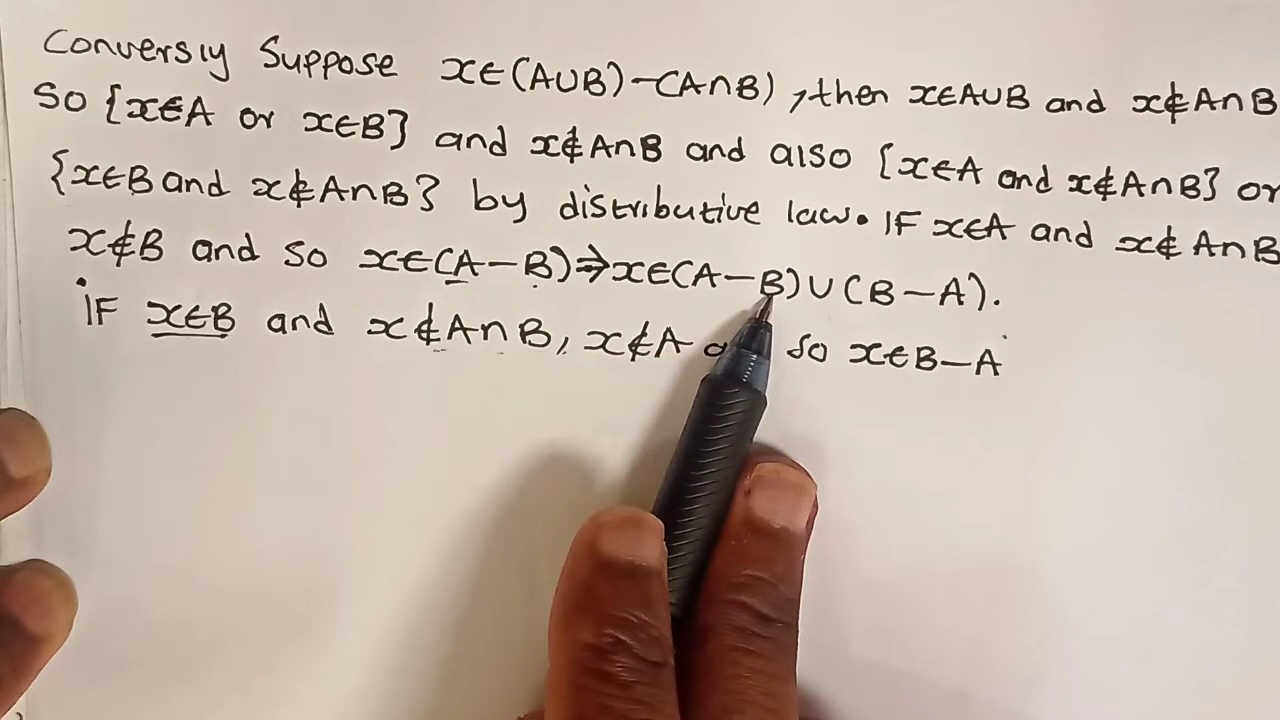 Conversly Suppose x∈(A∪B)-(A∩B), then x∈A∪B and x∉A∩B
So {x∈A or x∈B} and x∉A∩B and also {x∈A and x∉A∩B} or
{x∈B and x∉A∩B} by distributive law. IF x∈A and x∉A∩B
x∉B and so x∈(A-B)⇒x∈(A-B)∪(B-A).
IF x∈B and x∉A∩B, x∉A so x∈B-A